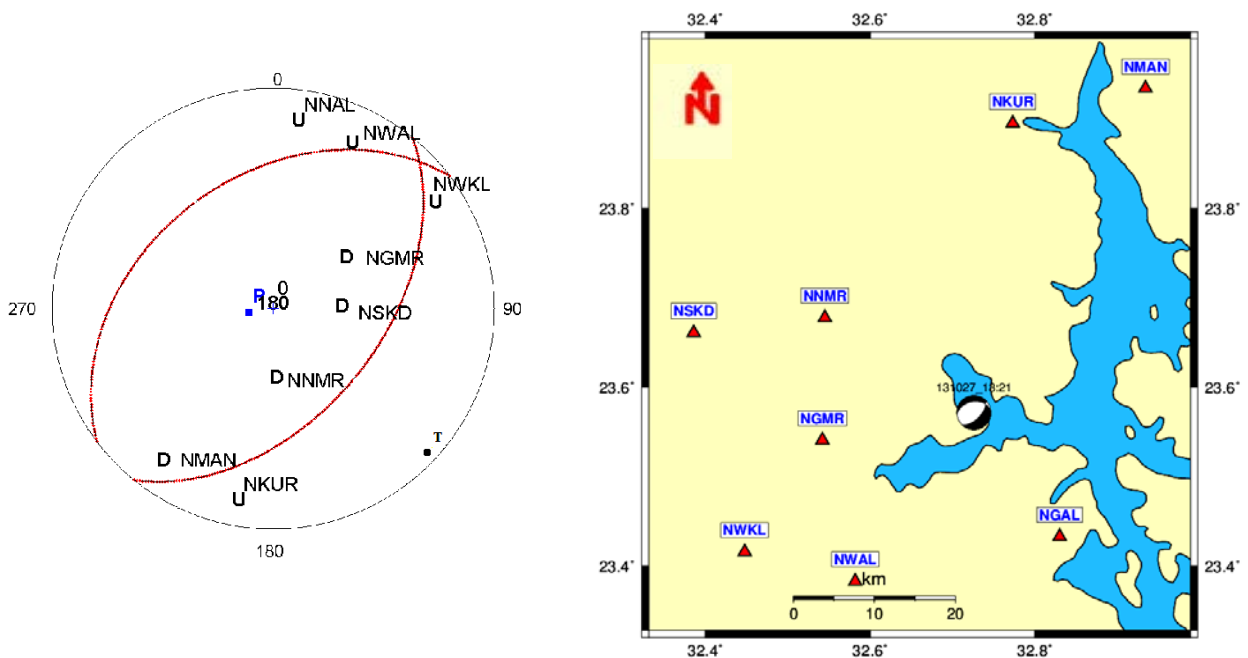 0
NNAL
U
NWAL
U
NWKL
U
D
NGMR
0
P
180
D
NSKD
270
90
D
NNMR
D
NMAN
T
NKUR
U
180
32.4°
32.6°
32.8°
N
NMAN
NKUR
23.8°
23.8°
NNMR
NSKD
23.6°
23.6°
131027_18:21
NGMR
NGAL
NWKL
NWAL
km
23.4°
23.4°
0
10
20
32.4°
32.6°
32.8°